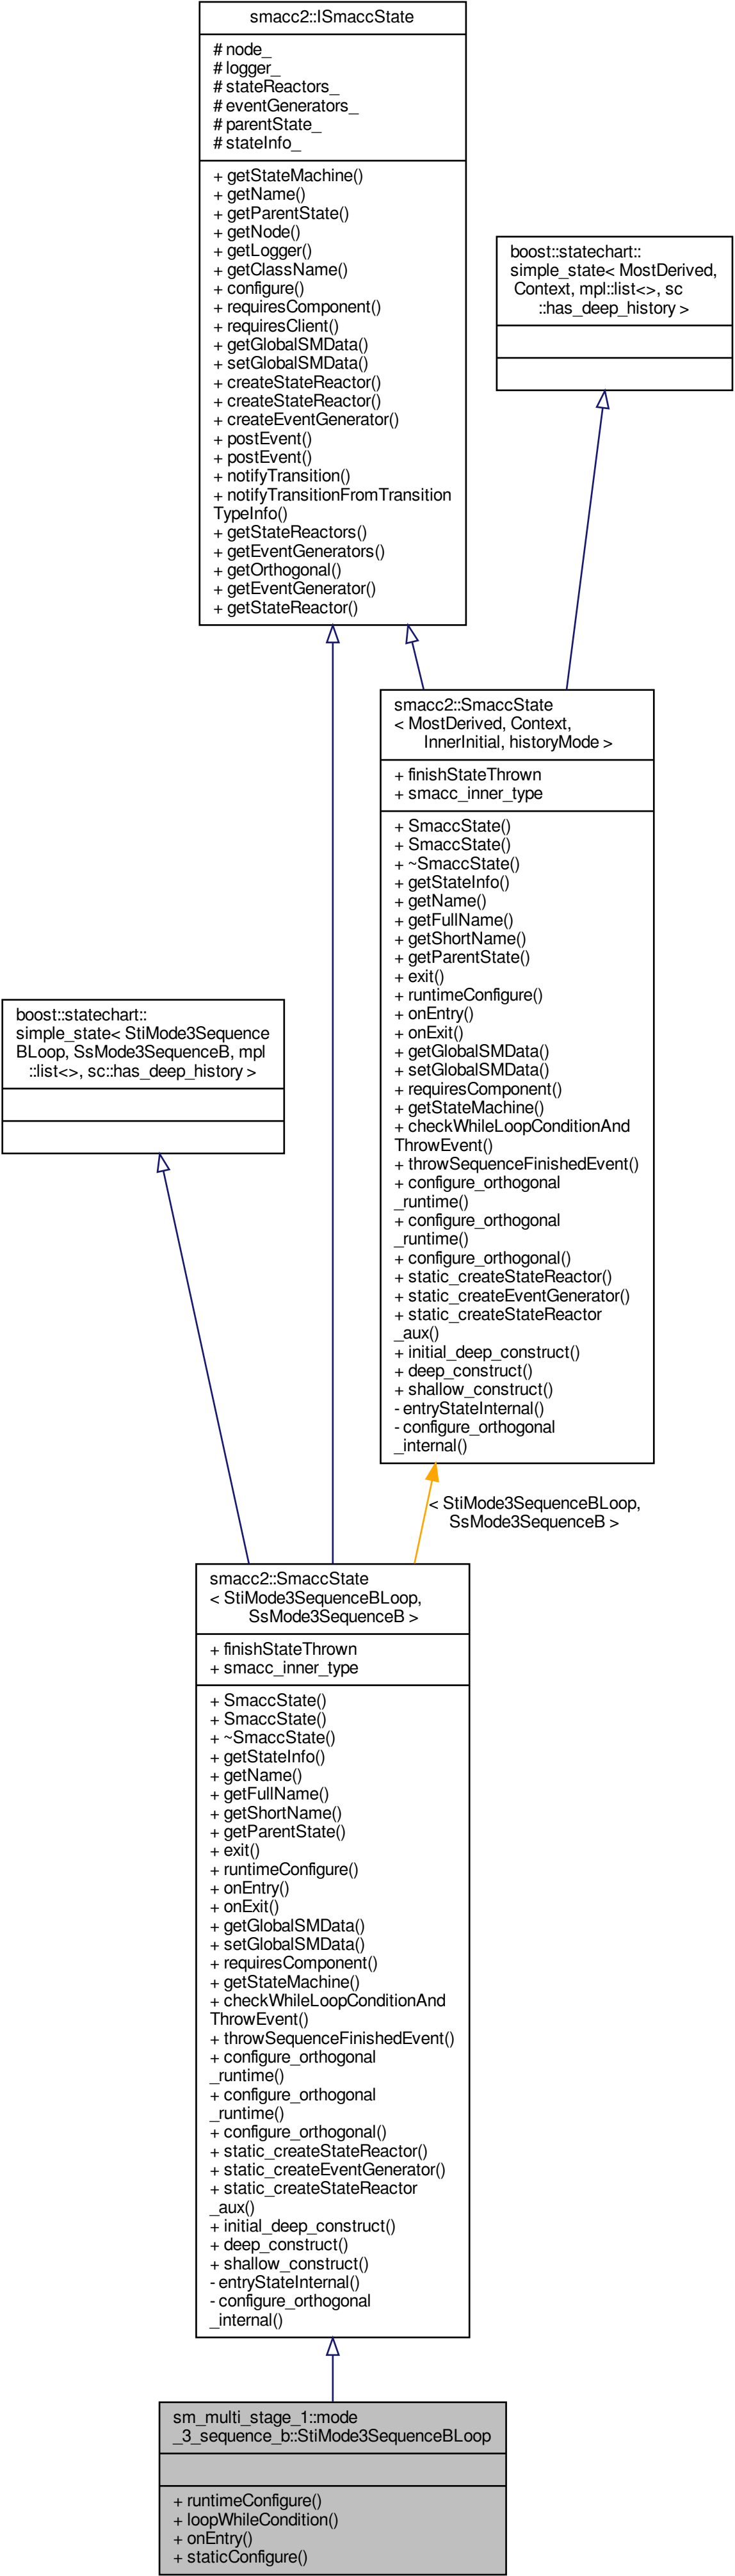 smacc2::ISmaccState
# node_
# logger_
# stateReactors_
# eventGenerators_
# parentState_
# stateInfo_
+ getStateMachine()
+ getName()
+ getParentState()
+ getNode()
+ getLogger()
+ getClassName()
+ configure()
+ requiresComponent()
+ requiresClient()
+ getGlobalSMData()
+ setGlobalSMData()
+ createStateReactor()
+ createStateReactor()
+ createEventGenerator()
+ postEvent()
+ postEvent()
+ notifyTransition()
+ notifyTransitionFromTransition
TypeInfo()
+ getStateReactors()
+ getEventGenerators()
+ getOrthogonal()
+ getEventGenerator()
+ getStateReactor()
boost::statechart::
simple_state< MostDerived,
Context, mpl::list<>, sc
::has_deep_history >
smacc2::SmaccState
< MostDerived, Context,
InnerInitial, historyMode >
+ finishStateThrown
+ smacc_inner_type
+ SmaccState()
+ SmaccState()
+ ~SmaccState()
+ getStateInfo()
+ getName()
+ getFullName()
+ getShortName()
+ getParentState()
+ exit()
+ runtimeConfigure()
+ onEntry()
+ onExit()
+ getGlobalSMData()
+ setGlobalSMData()
+ requiresComponent()
+ getStateMachine()
+ checkWhileLoopConditionAnd
ThrowEvent()
+ throwSequenceFinishedEvent()
+ configure_orthogonal
_runtime()
+ configure_orthogonal
_runtime()
+ configure_orthogonal()
+ static_createStateReactor()
+ static_createEventGenerator()
+ static_createStateReactor
_aux()
+ initial_deep_construct()
+ deep_construct()
+ shallow_construct()
- entryStateInternal()
- configure_orthogonal
_internal()
boost::statechart::
simple_state< StiMode3Sequence
BLoop, SsMode3SequenceB, mpl
::list<>, sc::has_deep_history >
< StiMode3SequenceBLoop,
SsMode3SequenceB >
smacc2::SmaccState
< StiMode3SequenceBLoop,
SsMode3SequenceB >
+ finishStateThrown
+ smacc_inner_type
+ SmaccState()
+ SmaccState()
+ ~SmaccState()
+ getStateInfo()
+ getName()
+ getFullName()
+ getShortName()
+ getParentState()
+ exit()
+ runtimeConfigure()
+ onEntry()
+ onExit()
+ getGlobalSMData()
+ setGlobalSMData()
+ requiresComponent()
+ getStateMachine()
+ checkWhileLoopConditionAnd
ThrowEvent()
+ throwSequenceFinishedEvent()
+ configure_orthogonal
_runtime()
+ configure_orthogonal
_runtime()
+ configure_orthogonal()
+ static_createStateReactor()
+ static_createEventGenerator()
+ static_createStateReactor
_aux()
+ initial_deep_construct()
+ deep_construct()
+ shallow_construct()
- entryStateInternal()
- configure_orthogonal
_internal()
sm_multi_stage_1::mode
_3_sequence_b::StiMode3SequenceBLoop
+ runtimeConfigure()
+ loopWhileCondition()
+ onEntry()
+ staticConfigure()